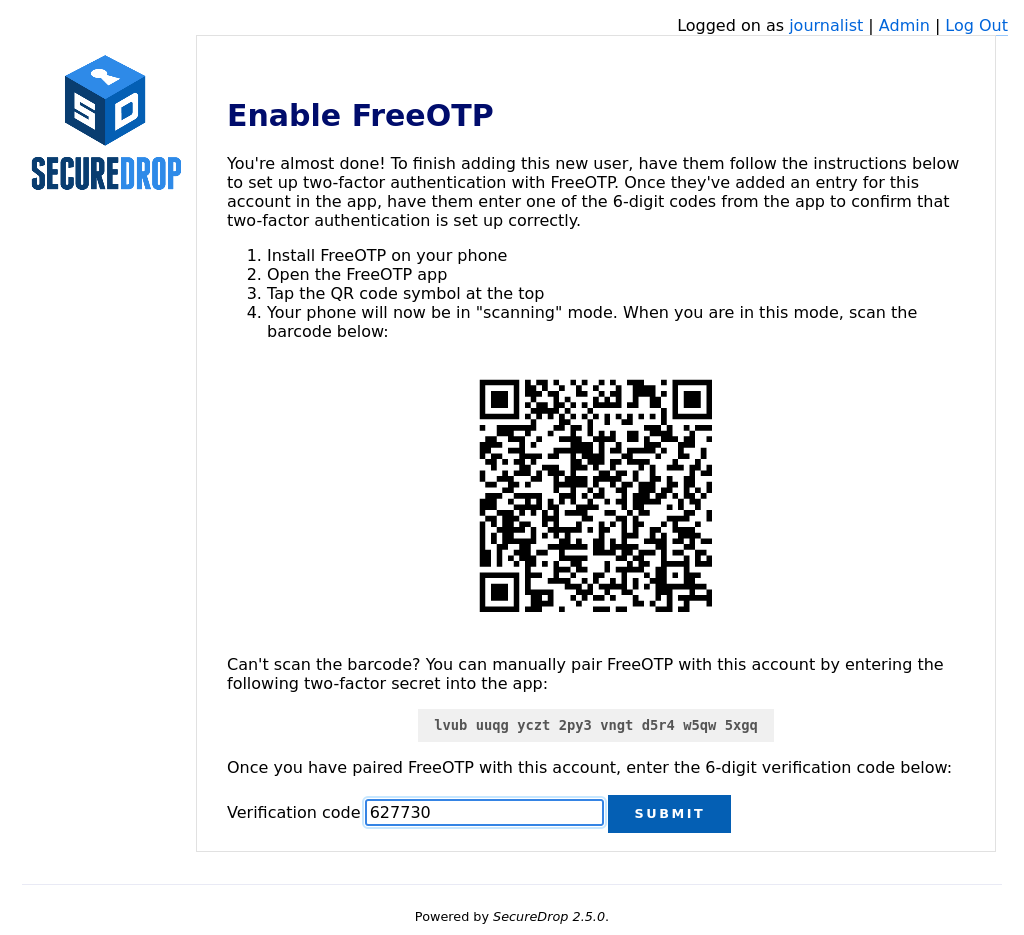 Logged on as journalist | Admin | Log Out
SECUREDROP
Enable FreeOTP
You're almost done! To finish adding this new user, have them follow the instructions below
to set up two-factor authentication with FreeOTP. Once they've added an entry for this
account in the app, have them enter one of the 6-digit codes from the app to confirm that
two-factor authentication is set up correctly.
1. Install FreeOTP on your phone
2. Open the FreeOTP app
3. Tap the QR code symbol at the top
4. Your phone will now be in "scanning" mode. When you are in this mode, scan the
barcode below:
Can't scan the barcode? You can manually pair FreeOTP with this account by entering the
following two-factor secret into the app:
lvub uuqg yczt 2py3 vngt d5r4 w5qw 5xgq
Once you have paired FreeOTP with this account, enter the 6-digit verification code below:
Verification code 627730 SUBMIT
Powered by SecureDrop 2.5.0.